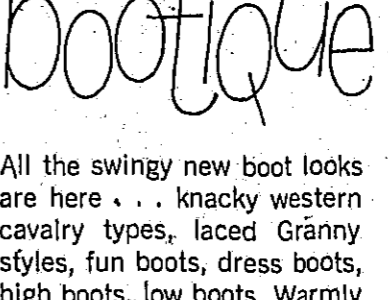 bootique
All the swingy new boot looks
are here . . . knacky western
cavalry types, laced Granny
styles, fun boots, dress boots,
high boots, low boots. Warmly